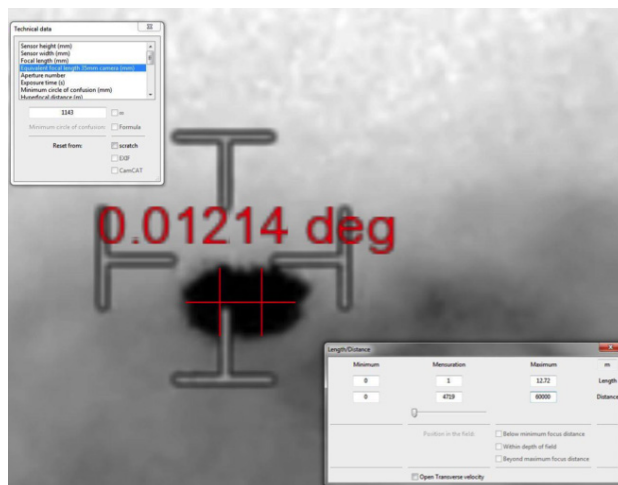 Technical data
Sensor height (mm)
Sensor width (mm)
Focal length (mm)
Equivalent focal length 35mm camera (mm)
Aperture number
Exposure time (s)
Minimum circle of confusion (mm)
Hyperfocal distance (m)
3343 m
Minimum circle of confusion: Formula
Reset from: scratch
EXIF
CamCAT
0.01214 deg
Length/Distance
Minimum Mensuration Maximum m
0 1 12.72 Length
0 4719 60000 Distance
Position in the field: Below minimum focus distance
Within depth of field
Beyond maximum focus distance
Open Transverse velocity